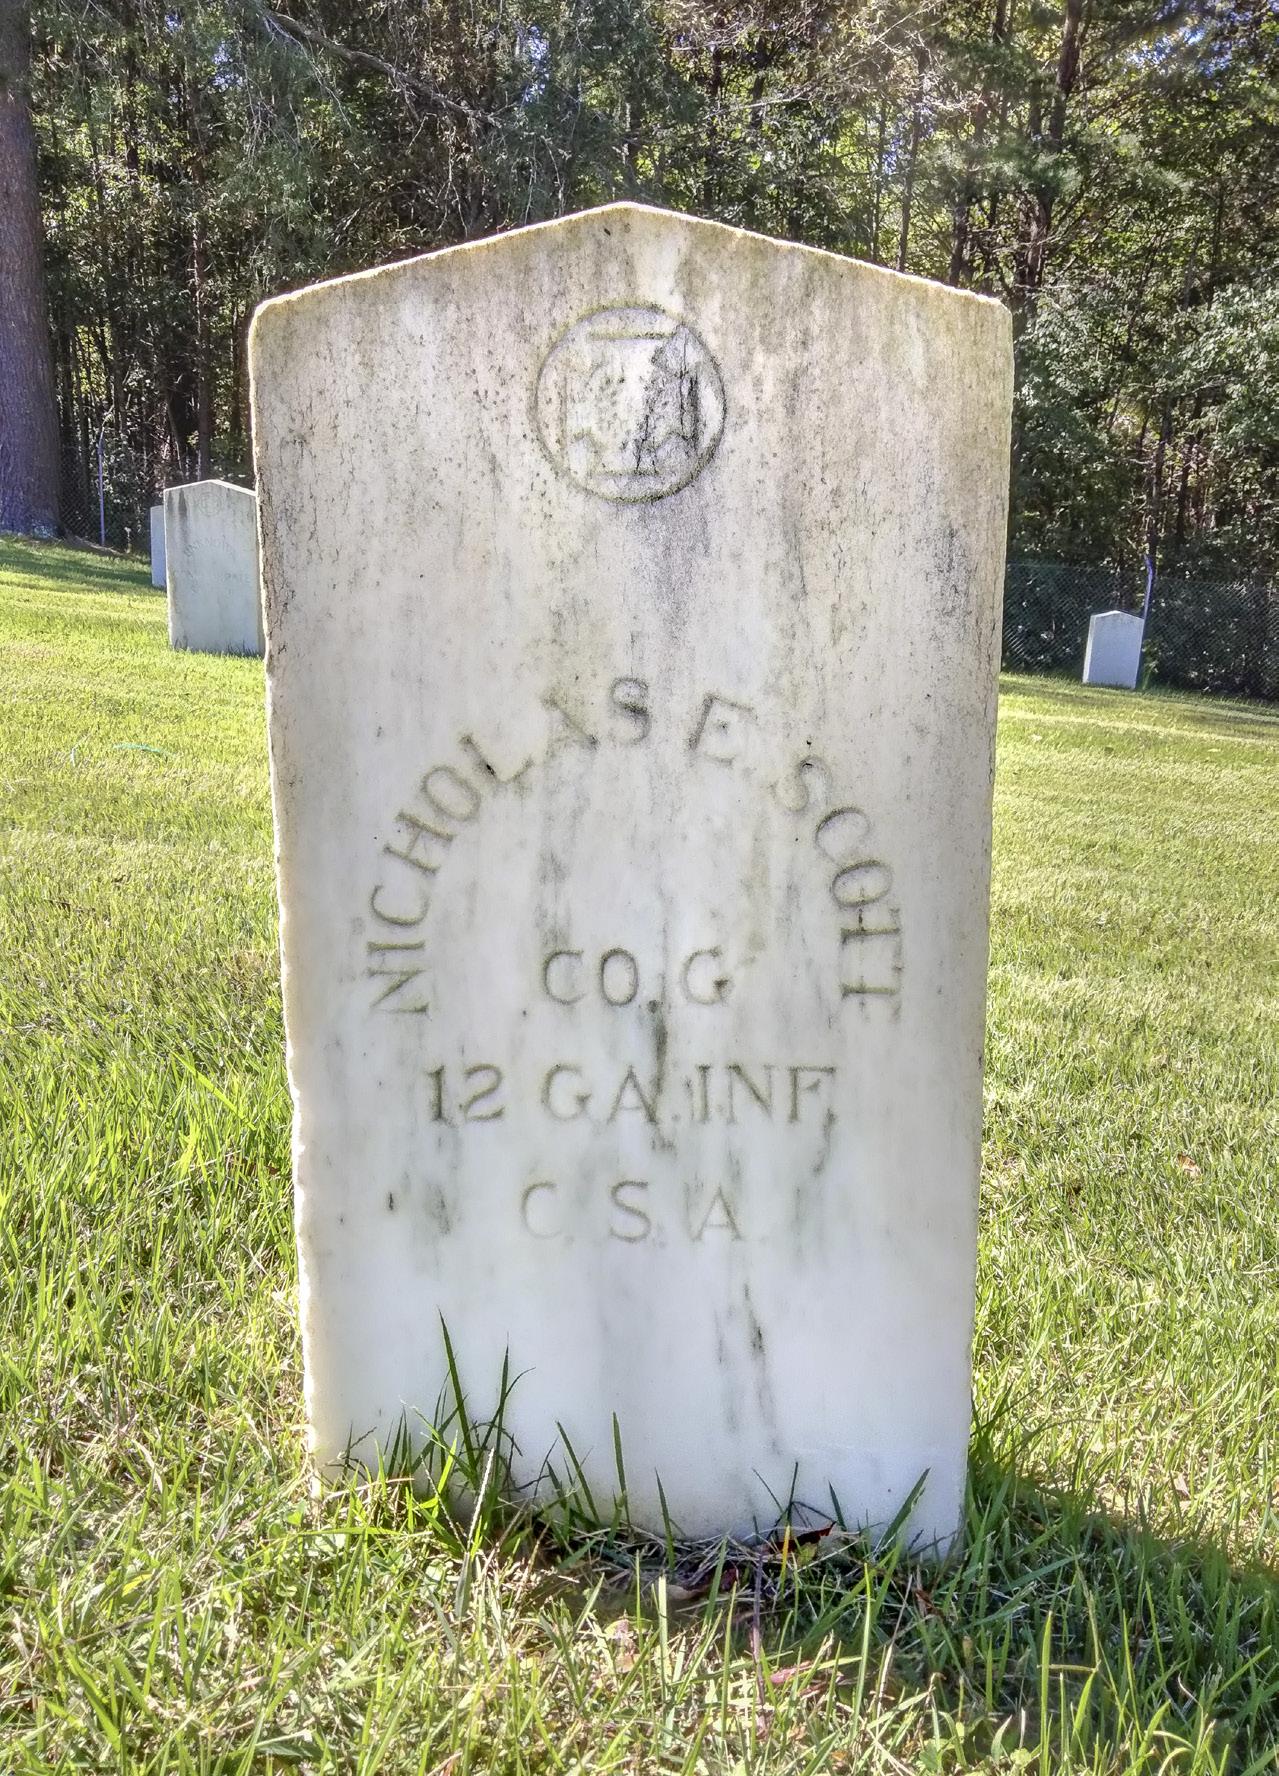 NICHOLAS E. SCOTT
CO. G
12 GA. INF.
C. S. A.